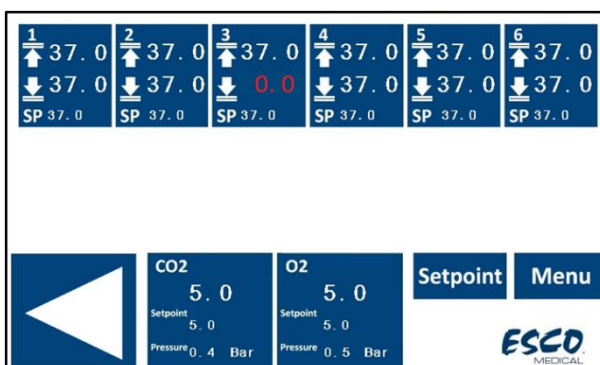 1 2 3 4 5 6
37.0 37.0 37.0 37.0 37.0 37.0
37.0 37.0 0.0 37.0 37.0 37.0
SP 37.0 SP 37.0 SP 37.0 SP 37.0 SP 37.0 SP 37.0
CO2
5.0
Setpoint
5.0
Pressure 0.4 Bar
O2
5.0
Setpoint
5.0
Pressure 0.5 Bar
Setpoint
Menu
ESCO
MEDICAL